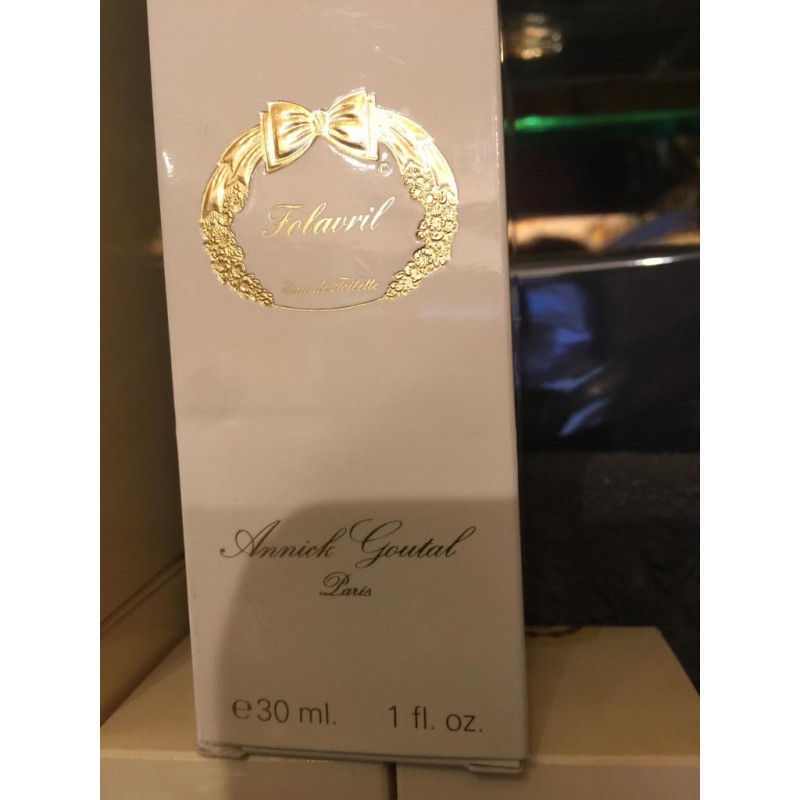 ©
Folavril
Eau de Toilette
Annick Goutal
Paris
℮30 ml. 1 fl. oz.